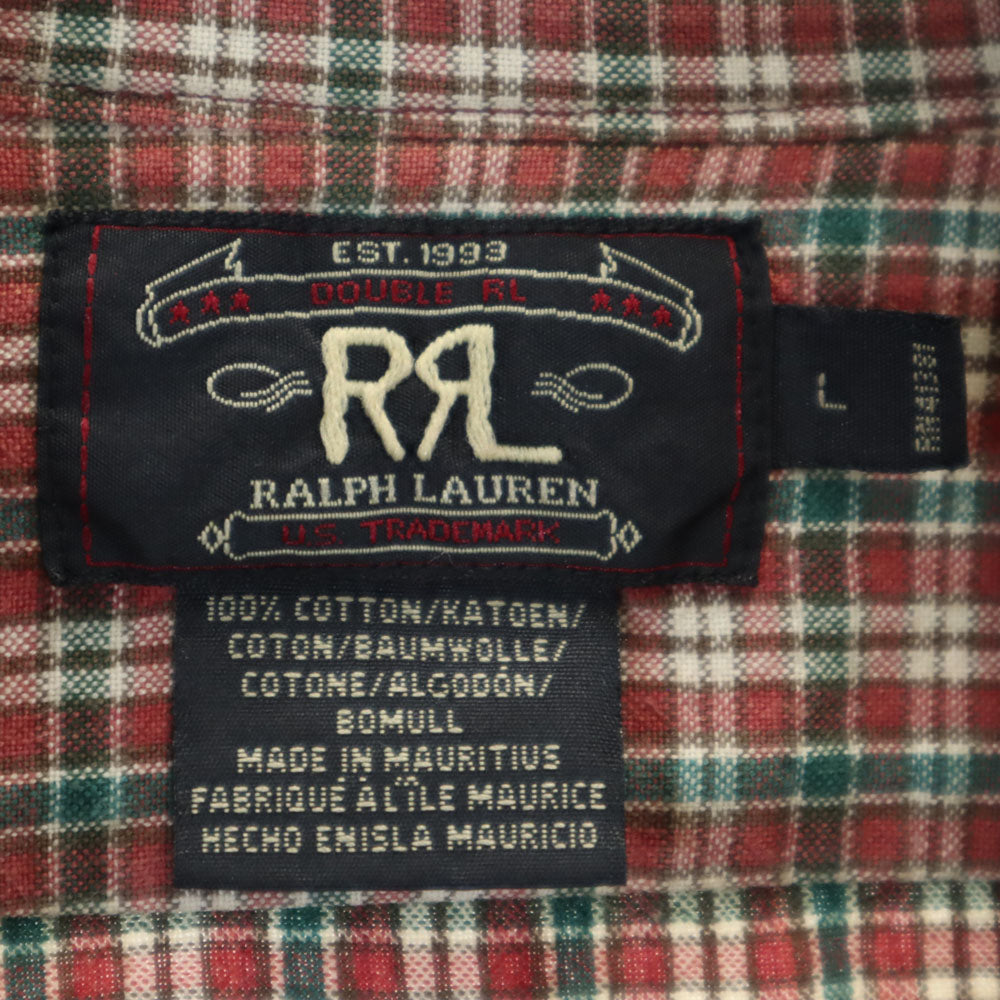 EST. 1993
DOUBLE RL
RRL
RALPH LAUREN
U.S. TRADEMARK
L
100% COTTON/KATOEN/
COTON/BAUMWOLLE/
COTONE/ALGODÓN/
BOMULL
MADE IN MAURITIUS
FABRIQUÉ À L'ÎLE MAURICE
HECHO EN ISLA MAURICIO